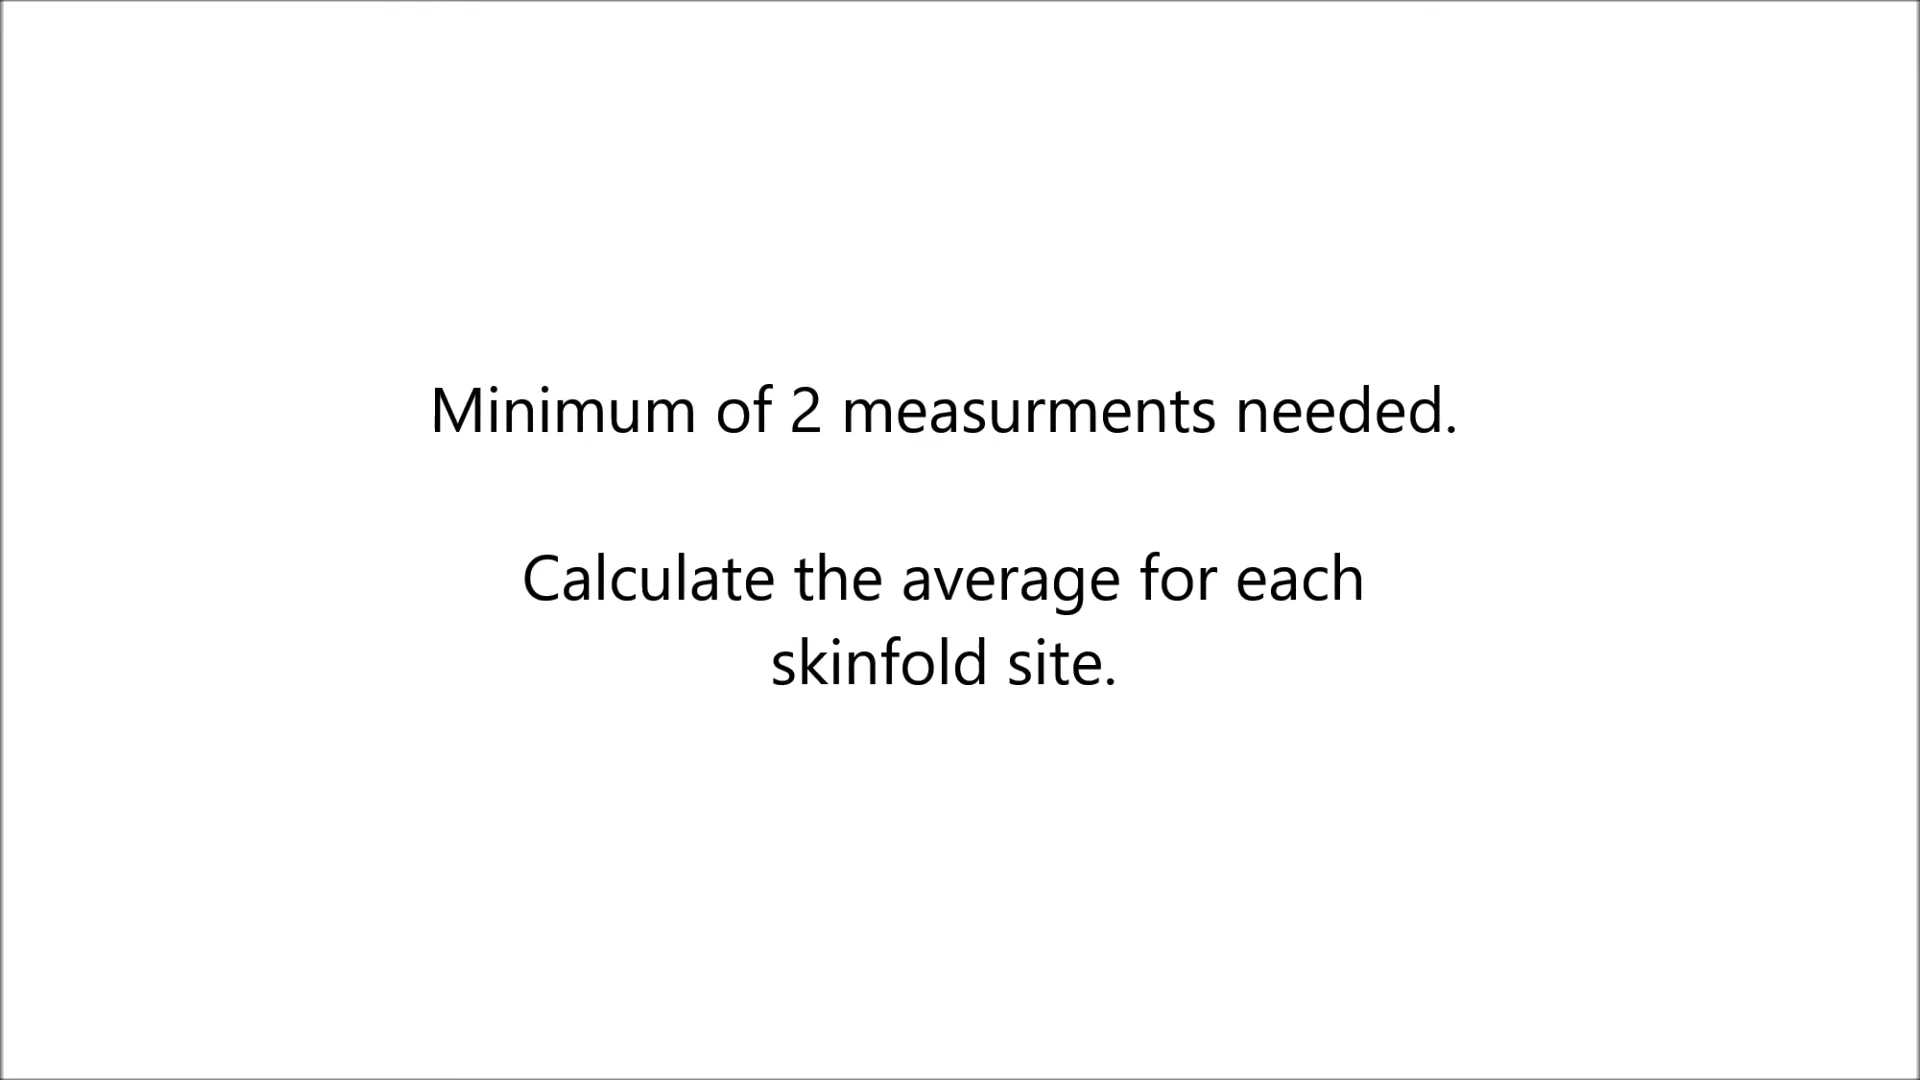 Minimum of 2 measurments needed.
Calculate the average for each
skinfold site.